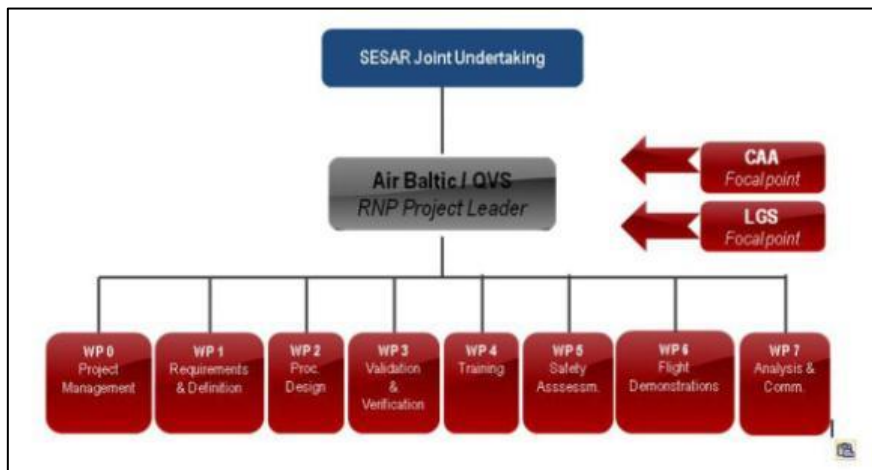 SESAR Joint Undertaking
Air Baltic / QVS
RNP Project Leader
CAA
Focal point
LGS
Focal point
WP 0
Project
Management
WP 1
Requirements
& Definition
WP 2
Proc.
Design
WP 3
Validation
&
Verification
WP 4
Training
WP 5
Safety
Asssessm.
WP 6
Flight
Demonstrations
WP 7
Analysis &
Comm.